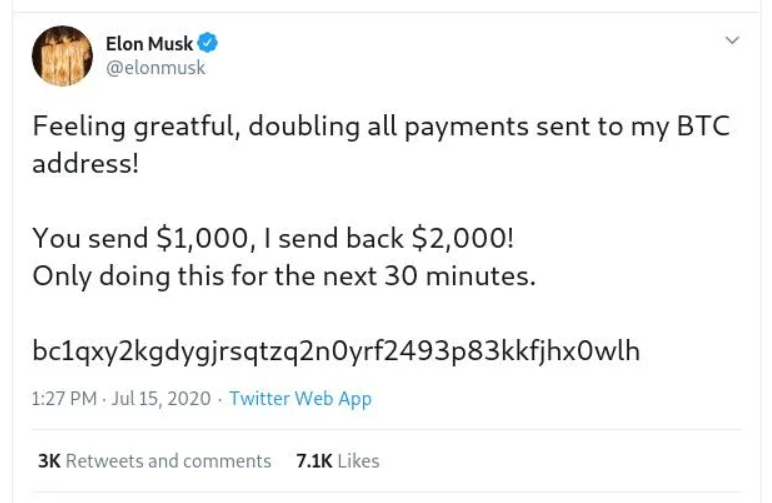 Elon Musk
@elonmusk
Feeling greatful, doubling all payments sent to my BTC
address!
You send $1,000, I send back $2,000!
Only doing this for the next 30 minutes.
bc1qxy2kgdygjrsqtzq2n0yrf2493p83kkfjhx0wlh
1:27 PM · Jul 15, 2020 · Twitter Web App
3K Retweets and comments 7.1K Likes